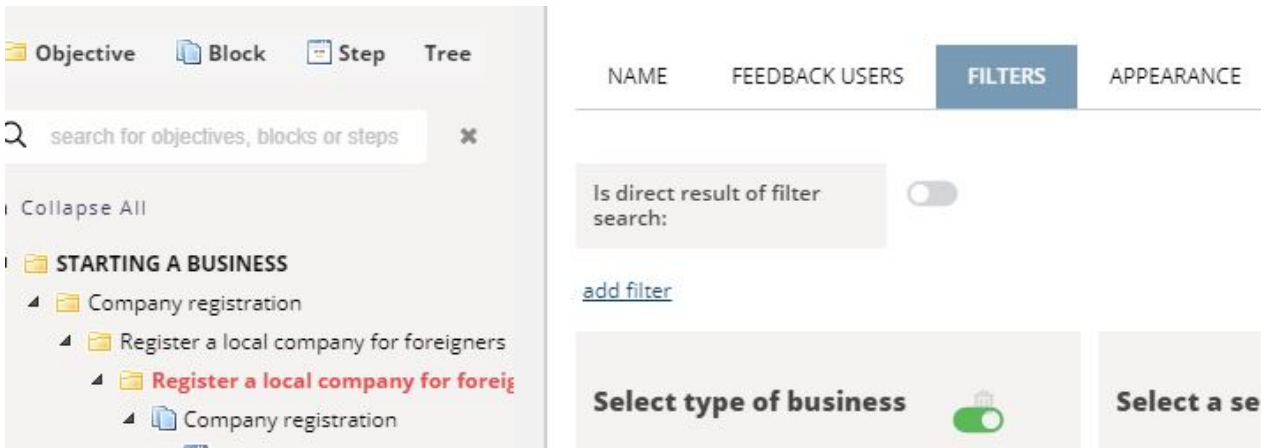 Objective Block Step Tree
search for objectives, blocks or steps
Collapse All
STARTING A BUSINESS
Company registration
Register a local company for foreigners
Register a local company for foreig
Company registration
NAME FEEDBACK USERS FILTERS APPEARANCE
Is direct result of filter
search:
add filter
Select type of business
Select a se